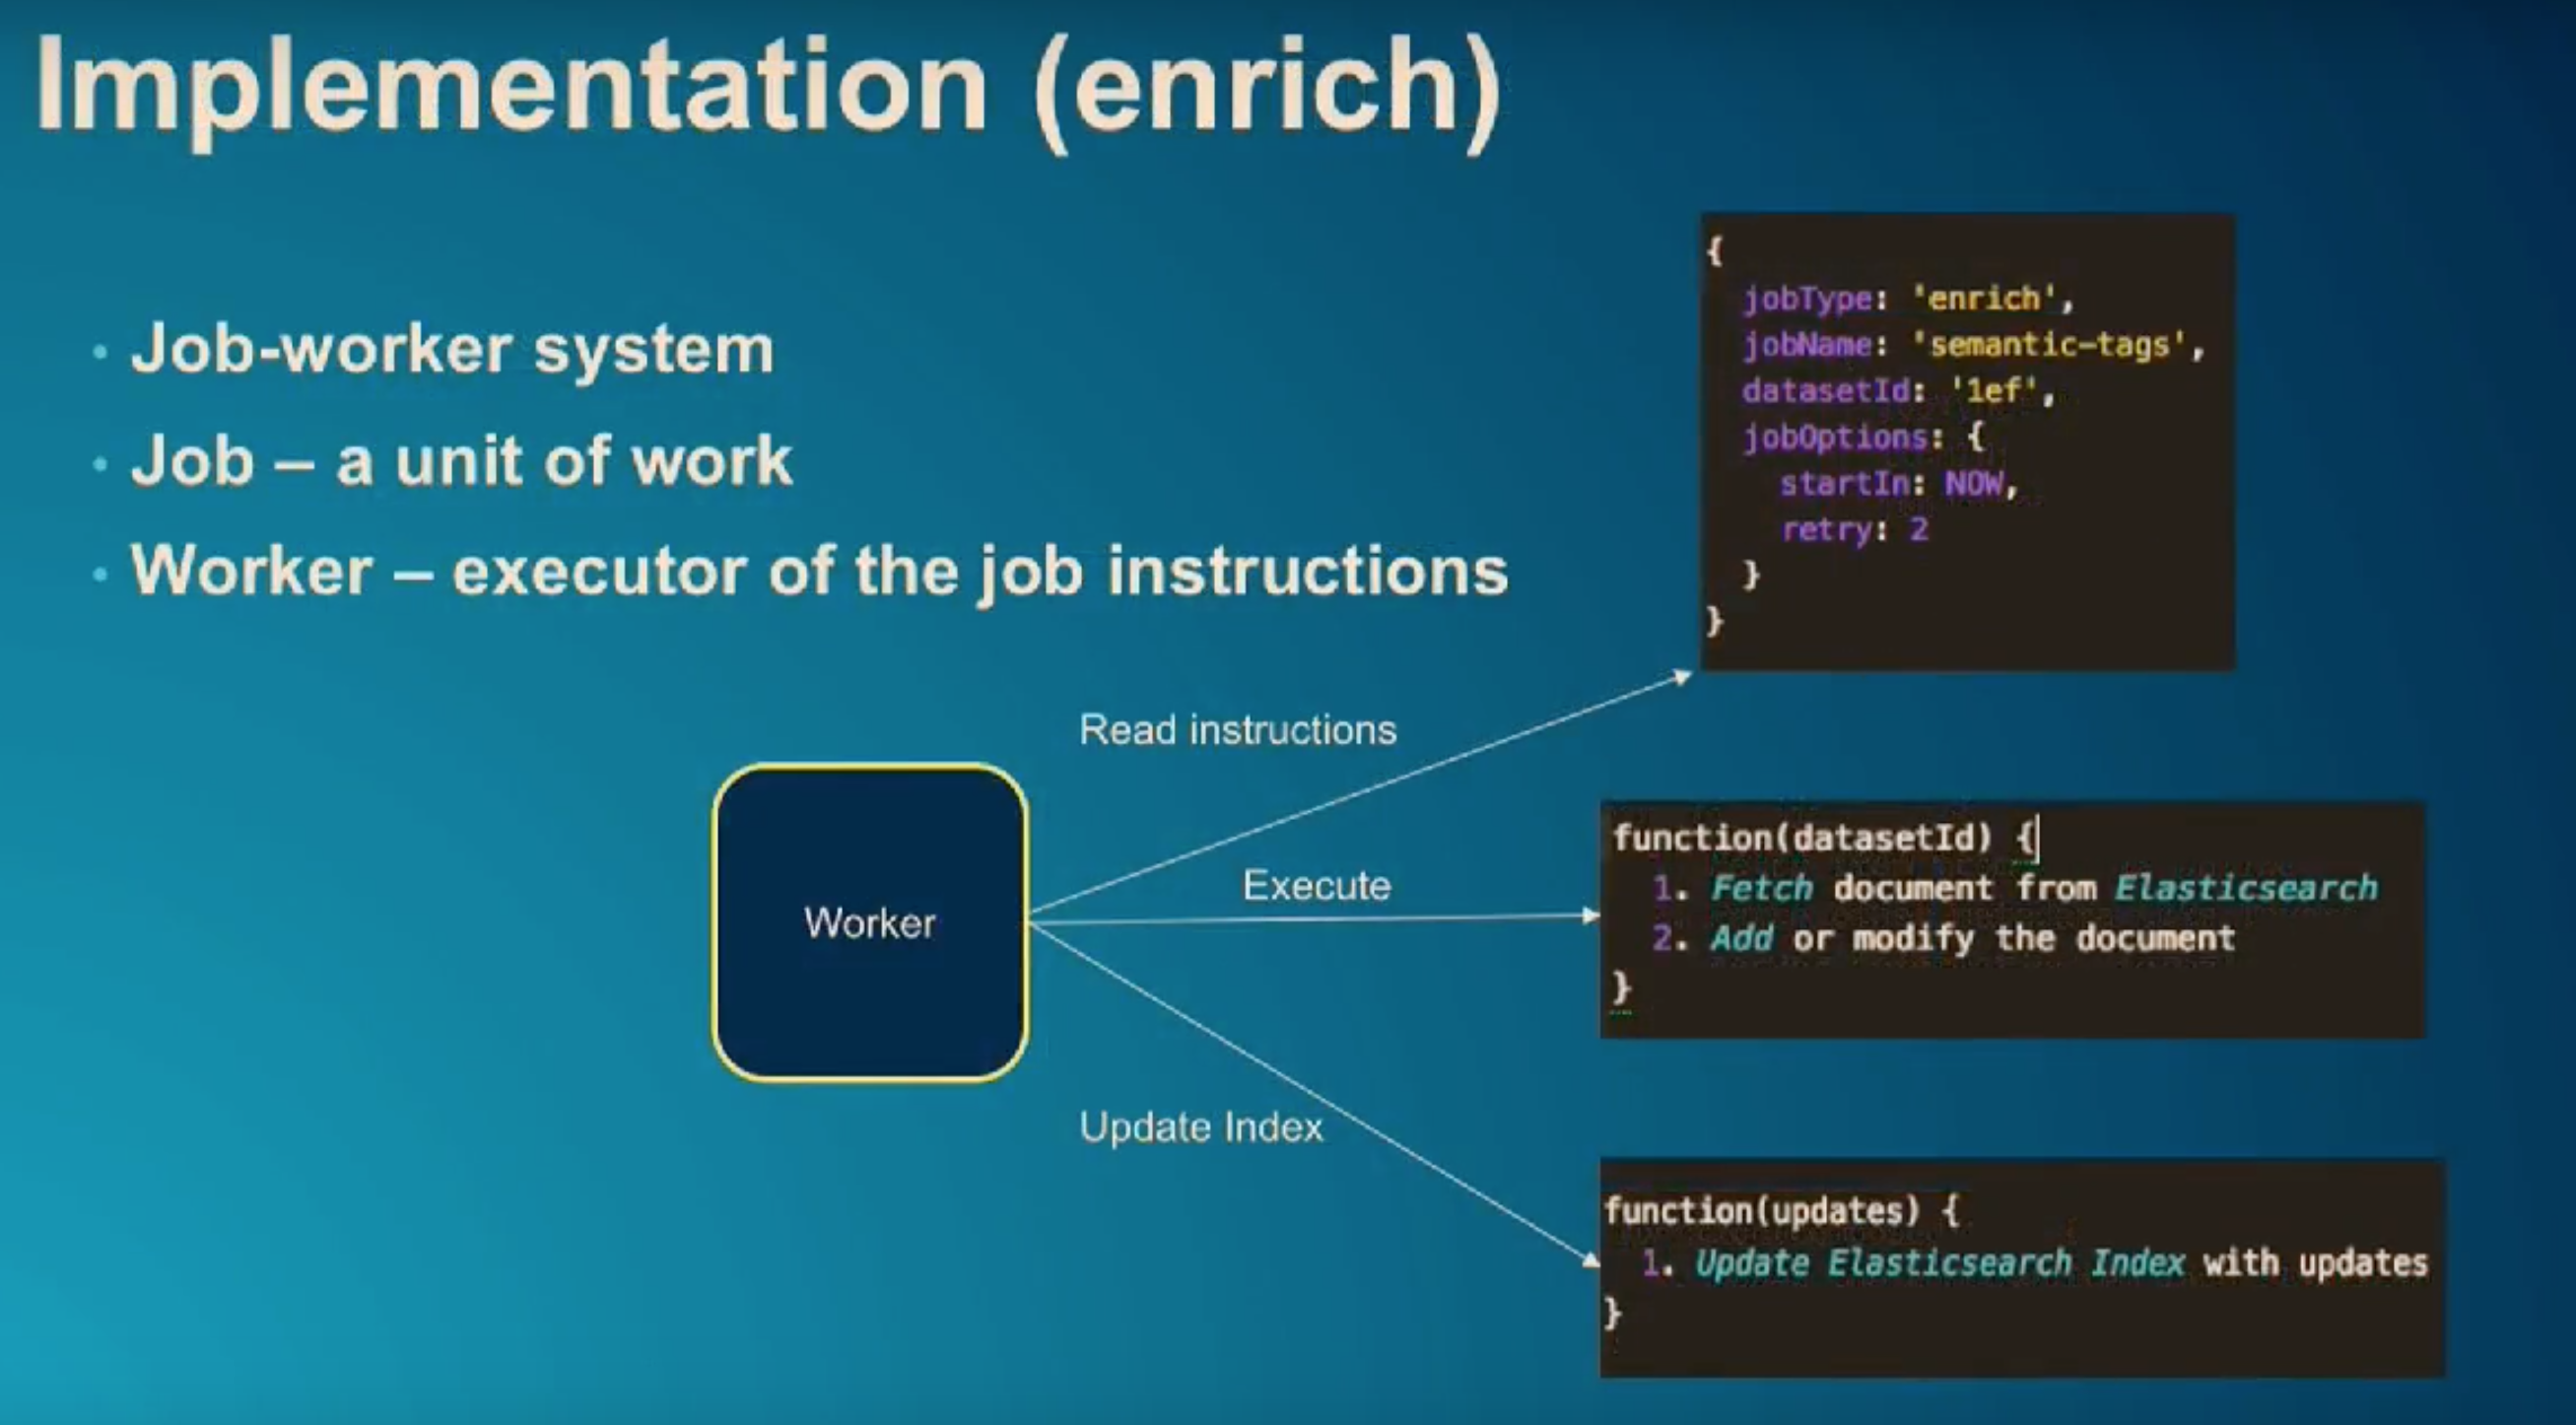 Implementation (enrich)
• Job-worker system
• Job – a unit of work
• Worker – executor of the job instructions
{
jobType: 'enrich',
jobName: 'semantic-tags',
datasetId: '1ef',
jobOptions: {
startIn: NOW,
retry: 2
}
}
Read instructions
Execute
Worker
Update Index
function(datasetId) {
1. Fetch document from Elasticsearch
2. Add or modify the document
}
function(updates) {
1. Update Elasticsearch Index with updates
}